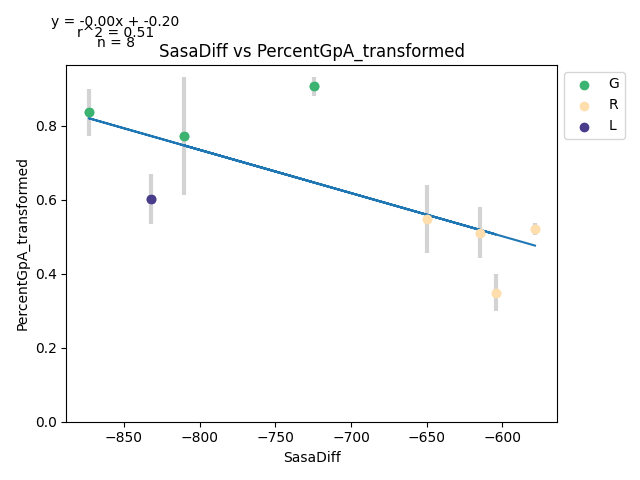 y = -0.00x + -0.20
r^2 = 0.51
n = 8
SasaDiff vs PercentGpA_transformed
G
R
L
PercentGpA_transformed
0.8
0.6
0.4
0.2
0.0
−850 −800 −750 −700 −650 −600
SasaDiff